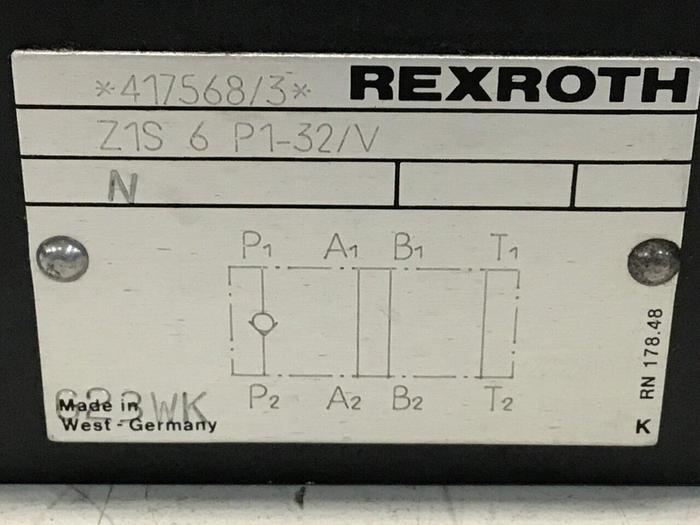 *417568/3* REXROTH
Z1S 6 P1-32/V
N
P1 A1 B1 T1
P2 A2 B2 T2
RN 178.48
K
623WK
Made in
West-Germany